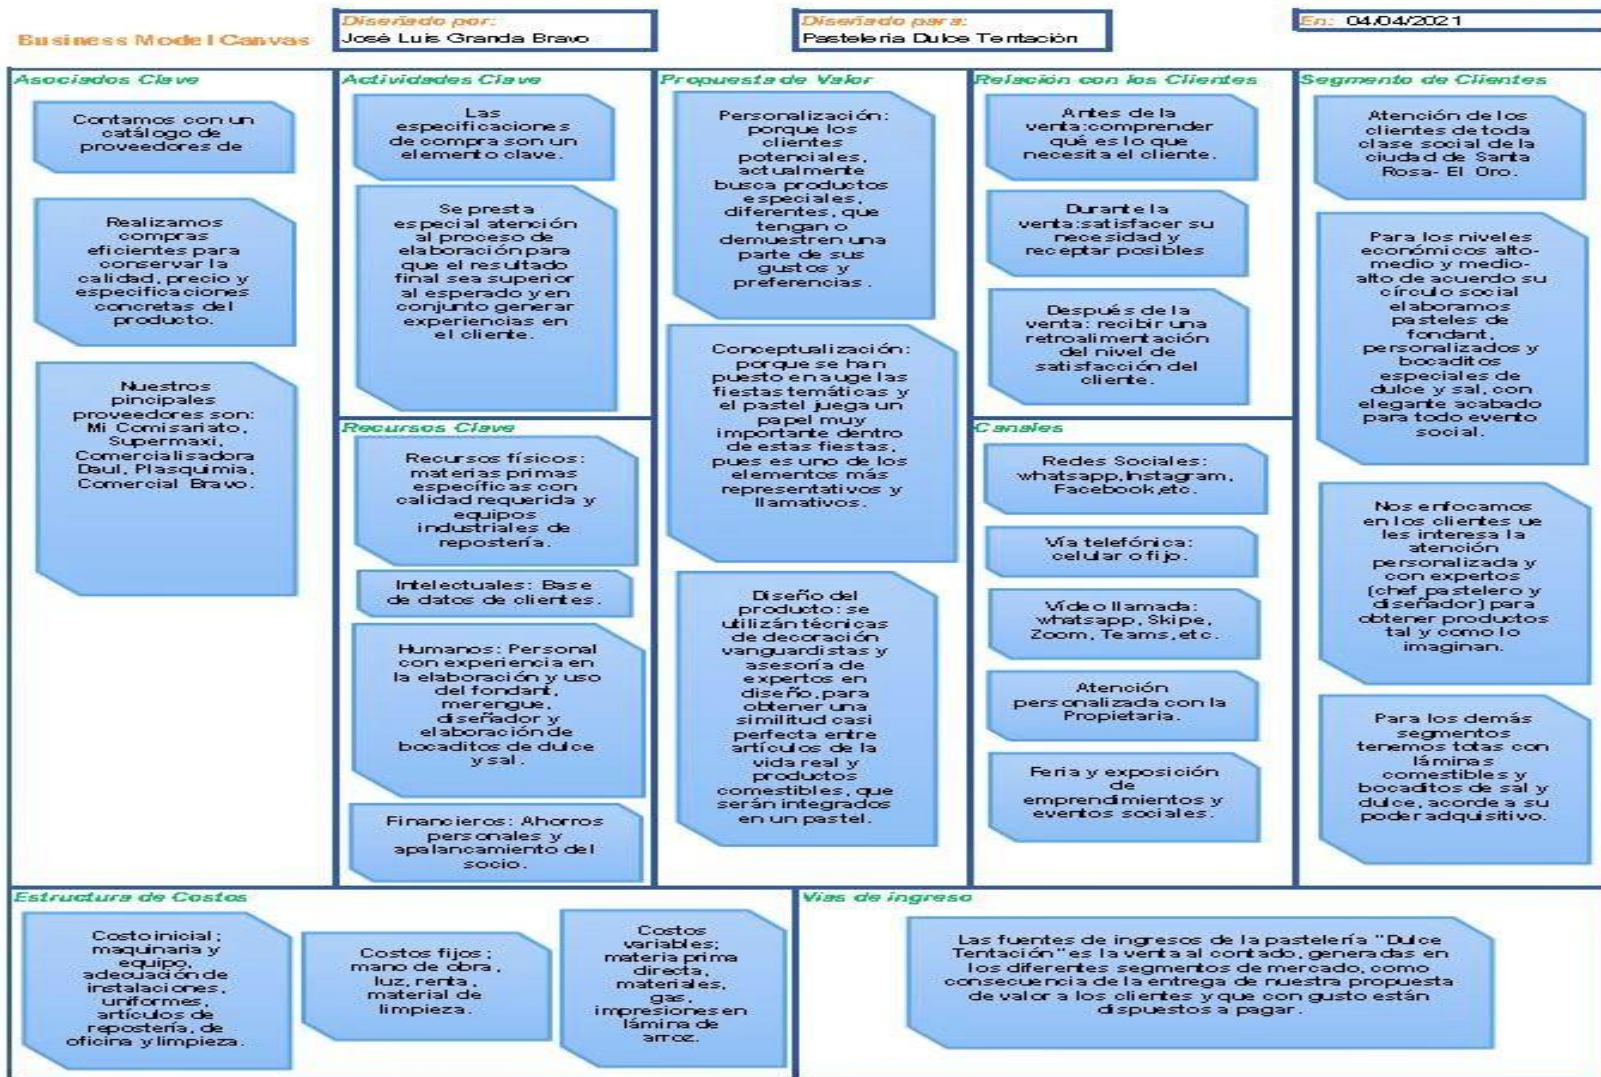 Business Model Canvas
Diseñado por:
José Luis Granda Bravo
Diseñado para:
Pastelería Dulce Tentación
En: 04/04/2021
Asociados Clave
Contamos con un
catálogo de
proveedores de
Realizamos
compras
eficientes para
conservar la
calidad, precio y
especificaciones
concretas del
producto.
Nuestros
pincipales
proveedores son:
Mi Comisariato,
Supermaxi,
Comercialisadora
Daul, Plasquimia,
Comercial Bravo.
Actividades Clave
Las
especificaciones
de compra son un
elemento clave.
Se presta
especial atención
al proceso de
elaboración para
que el resultado
final sea superior
al esperado y en
conjunto generar
experiencias en
el cliente.
Recursos Clave
Recursos físicos:
materias primas
específicas con
calidad requerida y
equipos
industriales de
repostería.
Intelectuales: Base
de datos de clientes.
Humanos: Personal
con experiencia en
la elaboración y uso
del fondant,
merengue,
diseñador y
elaboración de
bocaditos de dulce
y sal.
Financieros: Ahorros
personales y
apalancamiento del
socio.
Propuesta de Valor
Personalización:
porque los
clientes
potenciales,
actualmente
busca productos
especiales,
diferentes, que
tengan o
demuestren una
parte de sus
gustos y
preferencias.
Conceptualización:
porque se han
puesto en auge las
fiestas temáticas y
el pastel juega un
papel muy
importante dentro
de estas fiestas,
pues es uno de los
elementos más
representativos y
llamativos.
Diseño del
producto: se
utilizán técnicas
de decoración
vanguardistas y
asesoría de
expertos en
diseño, para
obtener una
similitud casi
perfecta entre
artículos de la
vida real y
productos
comestibles, que
serán integrados
en un pastel.
Relación con los Clientes
Antes de la
venta:comprender
qué es lo que
necesita el cliente.
Durante la
venta:satisfacer su
necesidad y
receptar posibles
Después de la
venta: recibir una
retroalimentación
del nivel de
satisfacción del
cliente.
Canales
Redes Sociales:
whatsapp,Instagram,
Facebook,etc.
Vía telefónica:
celular o fijo.
Vídeo llamada:
whatsapp, Skipe,
Zoom, Teams,etc.
Atención
personalizada con la
Propietaria.
Feria y exposición
de
emprendimientos y
eventos sociales.
Segmento de Clientes
Atención de los
clientes de toda
clase social de la
ciudad de Santa
Rosa- El Oro.
Para los niveles
económicos alto-
medio y medio-
alto de acuerdo su
círculo social
elaboramos
pasteles de
fondant,
personalizados y
bocaditos
especiales de
dulce y sal, con
elegante acabado
para todo evento
social.
Nos enfocamos
en los clientes ue
les interesa la
atención
personalizada y
con expertos
(chef pastelero y
diseñador) para
obtener productos
tal y como lo
imaginan.
Para los demás
segmentos
tenemos totas con
láminas
comestibles y
bocaditos de sal y
dulce, acorde a su
poder adquisitivo.
Estructura de Costos
Costo inicial;
maquinaria y
equipo,
adecuación de
instalaciones,
uniformes,
artículos de
repostería, de
oficina y limpieza.
Costos fijos;
mano de obra,
luz, renta,
material de
limpieza.
Costos
variables;
materia prima
directa,
materiales,
gas,
impresiones en
lámina de
arroz.
Vías de ingreso
Las fuentes de ingresos de la pastelería "Dulce
Tentación" es la venta al contado, generadas en
los diferentes segmentos de mercado, como
consecuencia de la entrega de nuestra propuesta
de valor a los clientes y que con gusto están
dispuestos a pagar.